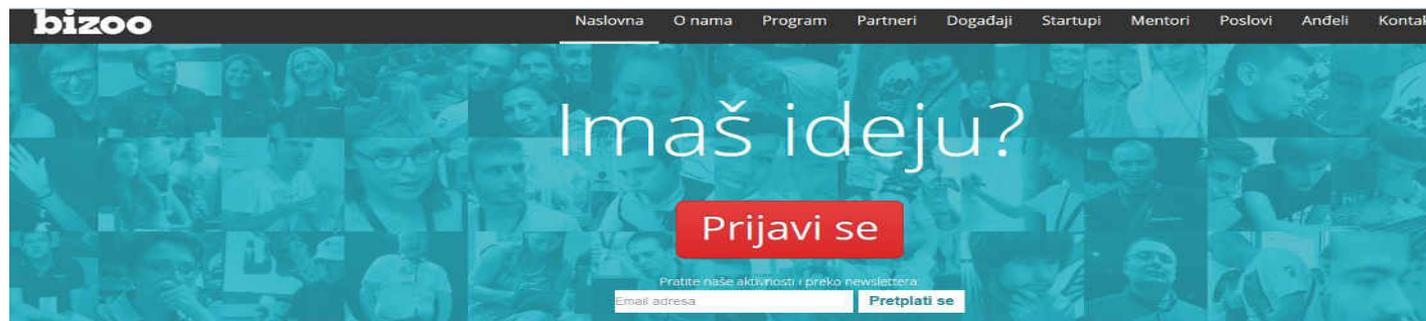 bizoo
Naslovna O nama Program Partneri Događaji Startupi Mentori Poslovi Anđeli Kontak
Imaš ideju?
Prijavi se
Pratite naše aktivnosti i preko newslettera
Email adresa Pretplati se